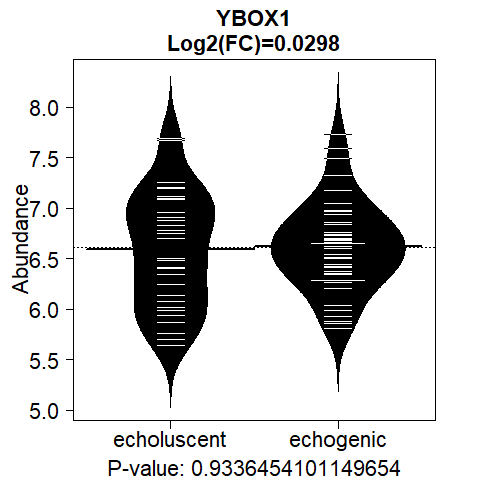 YBOX1
Log2(FC)=0.0298
Abundance
8.0
7.5
7.0
6.5
6.0
5.5
5.0
echoluscent echogenic
P-value: 0.9336454101149654